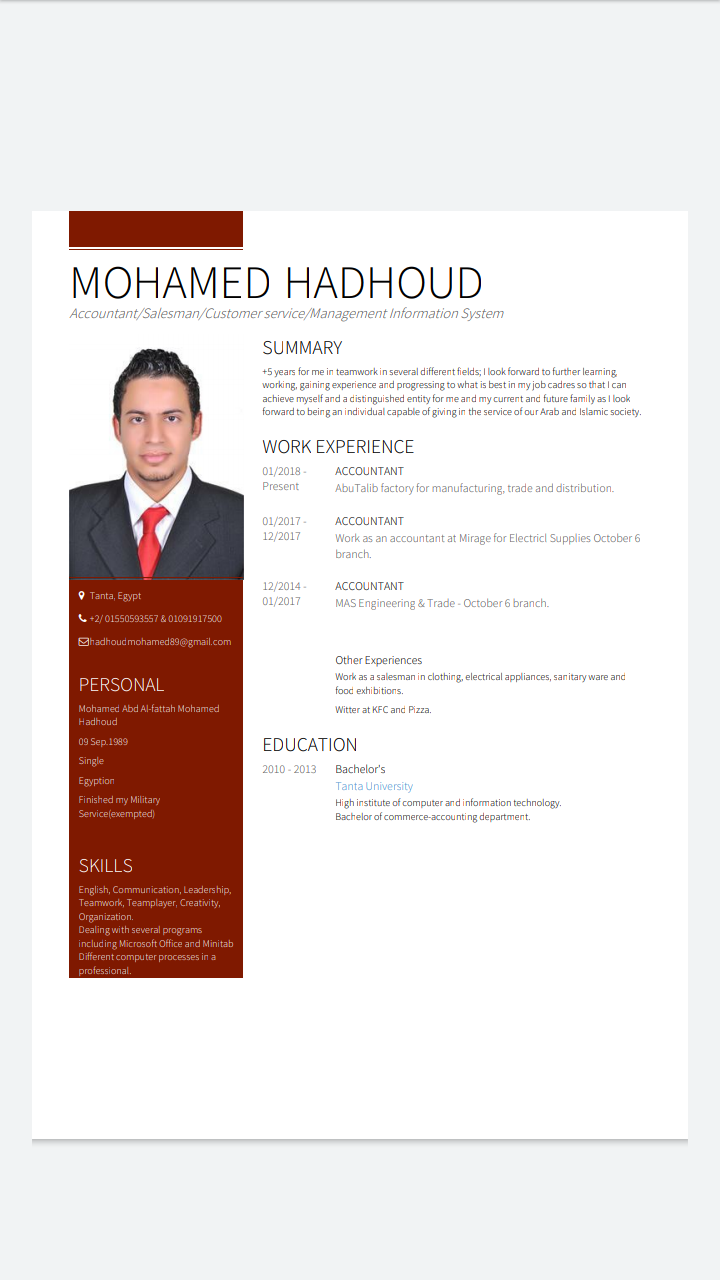 MOHAMED HADHOUD
Accountant/Salesman/Customer service/Management Information System
Tanta, Egypt
+2/ 01550593557 & 01091917500
hadhoudmohamed89@gmail.com
PERSONAL
Mohamed Abd Al-fattah Mohamed
Hadhoud
09 Sep.1989
Single
Egyption
Finished my Military
Service(exempted)
SKILLS
English, Communication, Leadership,
Teamwork, Teamplayer, Creativity,
Organization.
Dealing with several programs
including Microsoft Office and Minitab
Different computer processes in a
professional.
SUMMARY
+5 years for me in teamwork in several different fields; I look forward to further learning,
working, gaining experience and progressing to what is best in my job cadres so that I can
achieve myself and a distinguished entity for me and my current and future family as I look
forward to being an individual capable of giving in the service of our Arab and Islamic society.
WORK EXPERIENCE
01/2018 - ACCOUNTANT
Present AbuTalib factory for manufacturing, trade and distribution.
01/2017 - ACCOUNTANT
12/2017 Work as an accountant at Mirage for Electricl Supplies October 6
branch.
12/2014 - ACCOUNTANT
01/2017 MAS Engineering & Trade - October 6 branch.
Other Experiences
Work as a salesman in clothing, electrical appliances, sanitary ware and
food exhibitions.
Witter at KFC and Pizza.
EDUCATION
2010 - 2013 Bachelor's
Tanta University
High institute of computer and information technology.
Bachelor of commerce-accounting department.